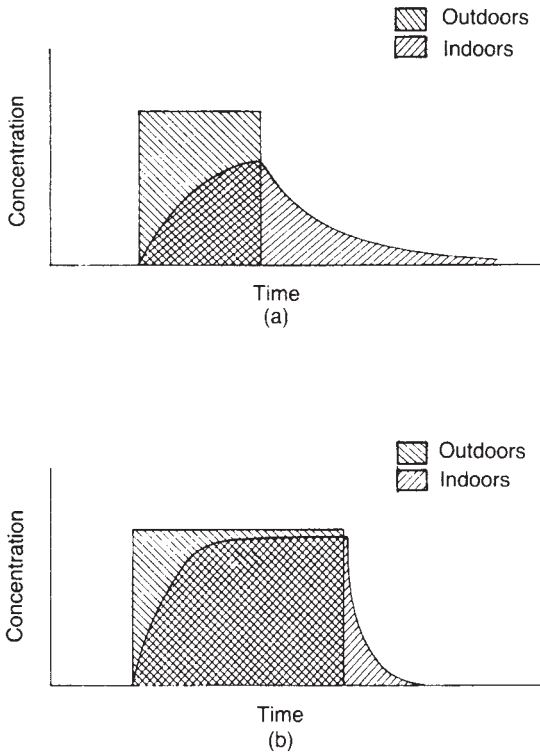 Outdoors
Indoors
Concentration
Time
(a)
Outdoors
Indoors
Concentration
Time
(b)